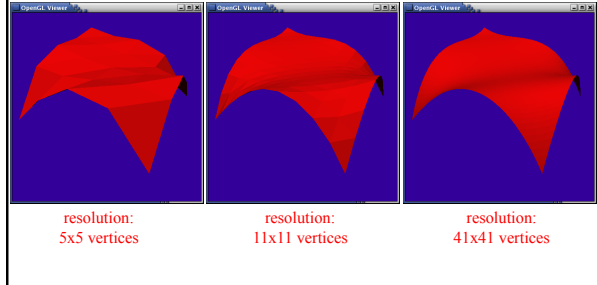 OpenGL Viewer
OpenGL Viewer
OpenGL Viewer
resolution:
5x5 vertices
resolution:
11x11 vertices
resolution:
41x41 vertices